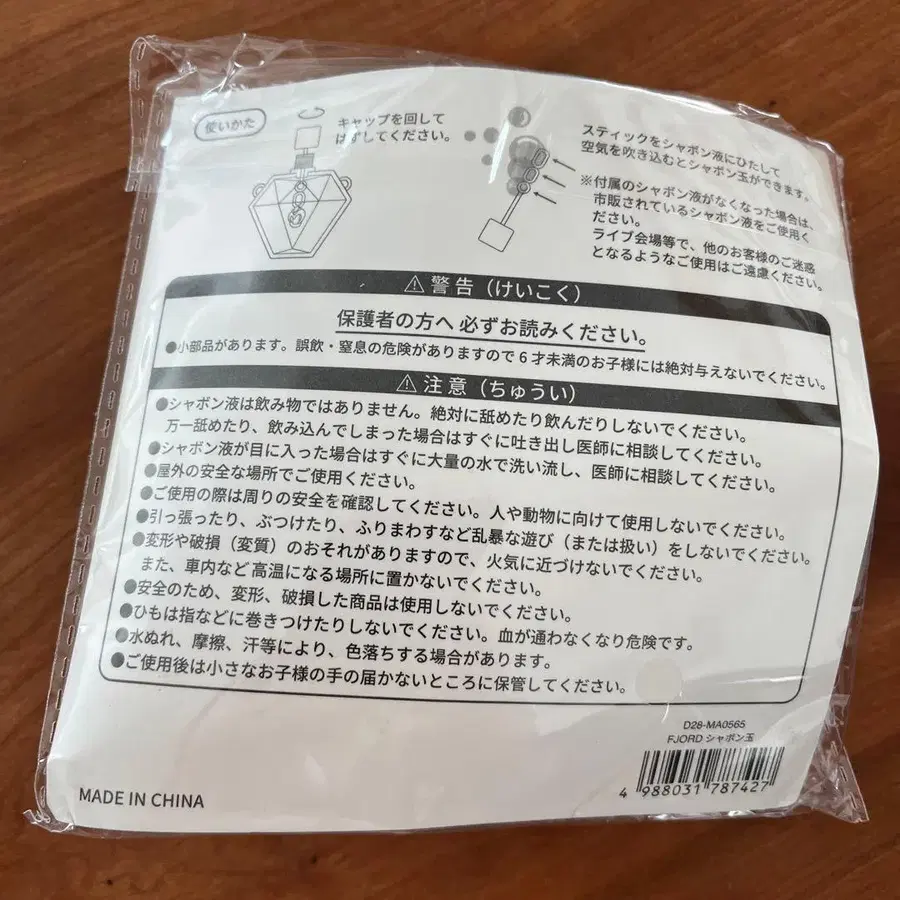 使いかた
キャップを回して
はずしてください。
スティックをシャボン液にひたして
空気を吹き込むとシャボン玉ができます。
※付属のシャボン液がなくなった場合は、
市販されているシャボン液をご使用く
ださい。
ライブ会場等で、他のお客様のご迷惑
となるようなご使用はご遠慮ください。
⚠警告（けいこく）
保護者の方へ 必ずお読みください。
●小部品があります。誤飲・窒息の危険がありますので6才未満のお子様には絶対与えないでください。
⚠注意（ちゅうい）
●シャボン液は飲み物ではありません。絶対に舐めたり飲んだりしないでください。
万一舐めたり、飲み込んでしまった場合はすぐに吐き出し医師に相談してください。
●シャボン液が目に入った場合はすぐに大量の水で洗い流し、医師に相談してください。
●屋外の安全な場所でご使用ください。
●ご使用の際は周りの安全を確認してください。人や動物に向けて使用しないでください。
●引っ張ったり、ぶつけたり、ふりまわすなど乱暴な遊び（または扱い）をしないでください。
●変形や破損（変質）のおそれがありますので、火気に近づけないでください。
また、車内など高温になる場所に置かないでください。
●安全のため、変形、破損した商品は使用しないでください。
●ひもは指などに巻きつけたりしないでください。血が通わなくなり危険です。
●水ぬれ、摩擦、汗等により、色落ちする場合があります。
●ご使用後は小さなお子様の手の届かないところに保管してください。
D28-MA0565
FJORD シャボン玉
4 988031 787427
MADE IN CHINA